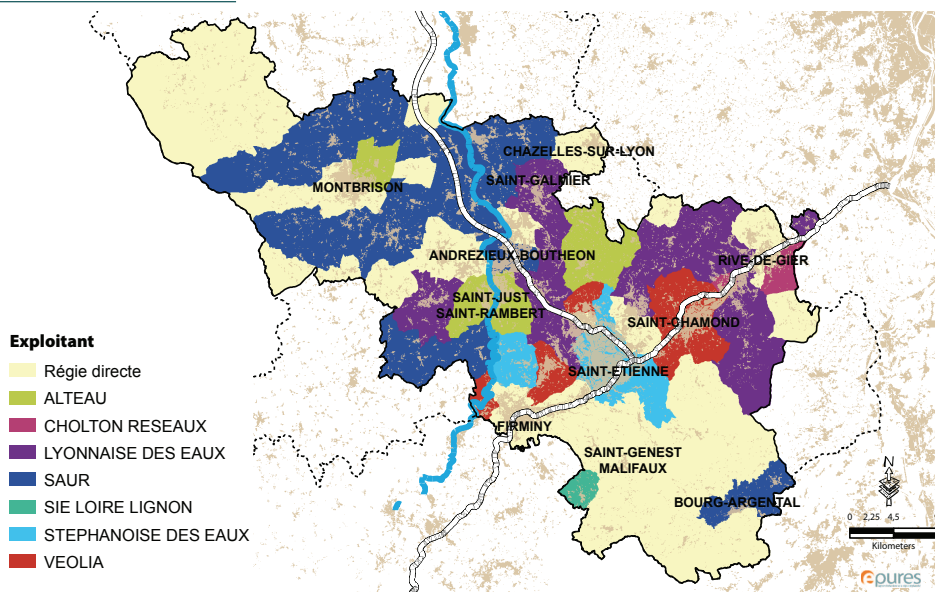 CHAZELLES-SUR-LYON
SAINT-GALMIER
MONTBRISON
ANDREZIEUX-BOUTHEON
RIVE-DE-GIER
SAINT-JUST
SAINT-RAMBERT
SAINT-CHAMOND
SAINT-ETIENNE
FIRMINY
SAINT-GENEST
MALIFAUX
BOURG-ARGENTAL
Exploitant
Régie directe
ALTEAU
CHOLTON RESEAUX
LYONNAISE DES EAUX
SAUR
SIE LOIRE LIGNON
STEPHANOISE DES EAUX
VEOLIA
N
0 2,25 4,5
Kilometers
epures